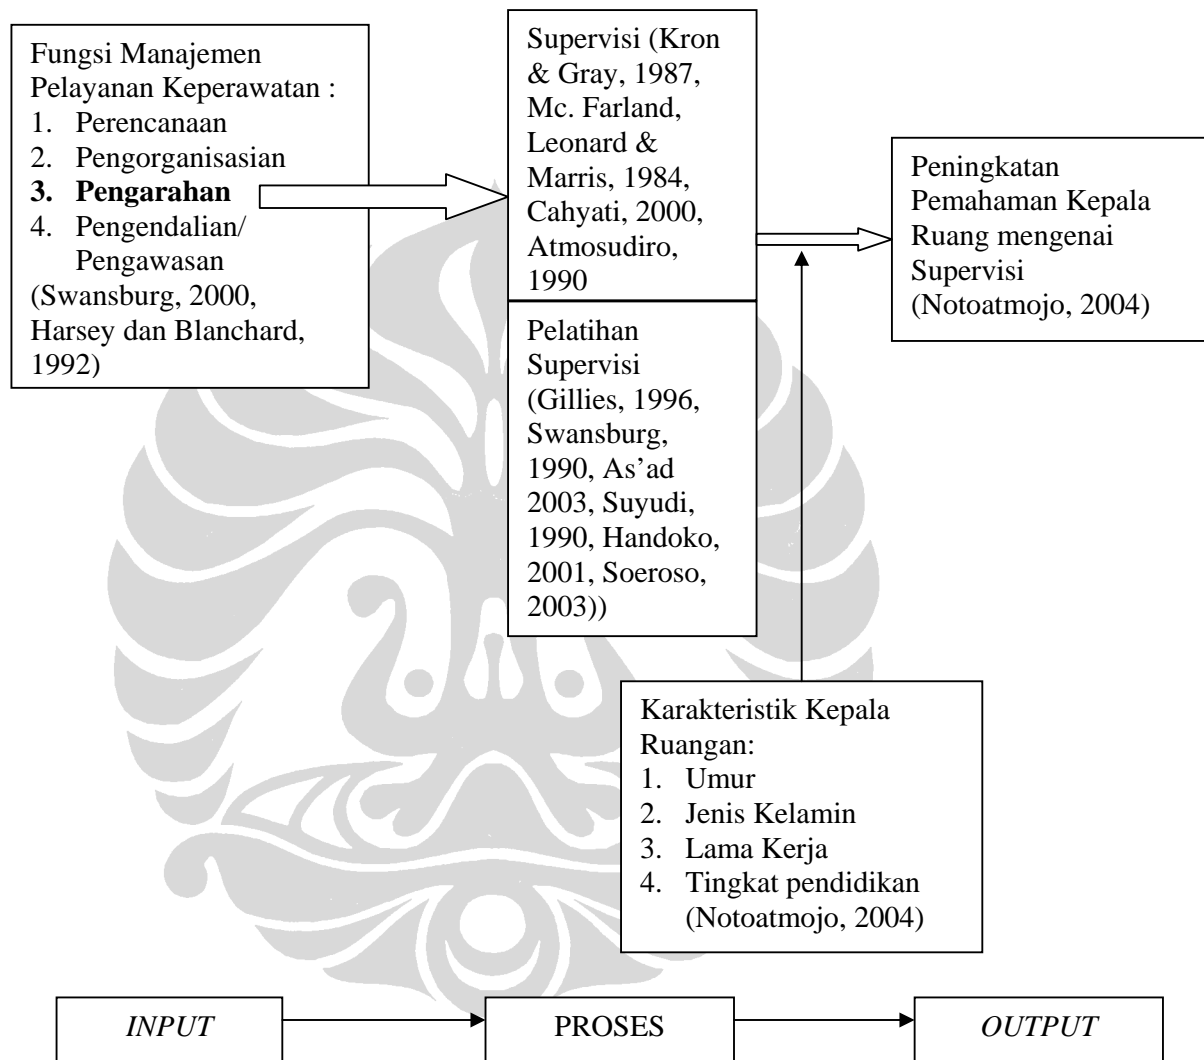 Fungsi Manajemen
Pelayanan Keperawatan :
1. Perencanaan
2. Pengorganisasian
3. Pengarahan
4. Pengendalian/
Pengawasan
(Swansburg, 2000,
Harsey dan Blanchard,
1992)
Supervisi (Kron
& Gray, 1987,
Mc. Farland,
Leonard &
Marris, 1984,
Cahyati, 2000,
Atmosudiro,
1990
Pelatihan
Supervisi
(Gillies, 1996,
Swansburg,
1990, As’ad
2003, Suyudi,
1990, Handoko,
2001, Soeroso,
2003))
Peningkatan
Pemahaman Kepala
Ruang mengenai
Supervisi
(Notoatmojo, 2004)
Karakteristik Kepala
Ruangan:
1. Umur
2. Jenis Kelamin
3. Lama Kerja
4. Tingkat pendidikan
(Notoatmojo, 2004)
INPUT
PROSES
OUTPUT